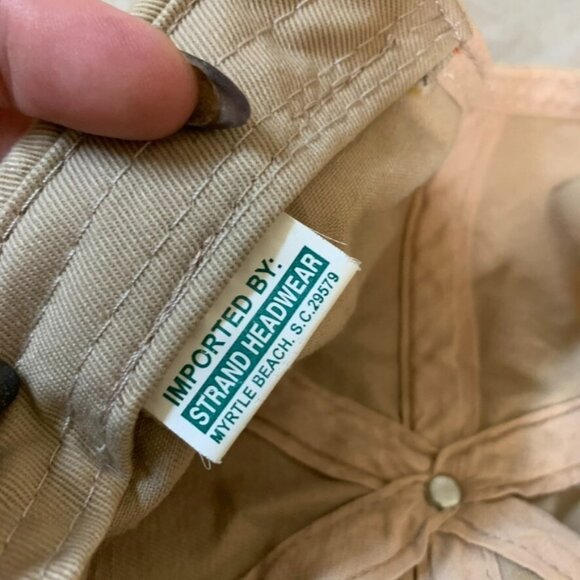 IMPORTED BY:
STRAND HEADWEAR
MYRTLE BEACH. S.C.29579